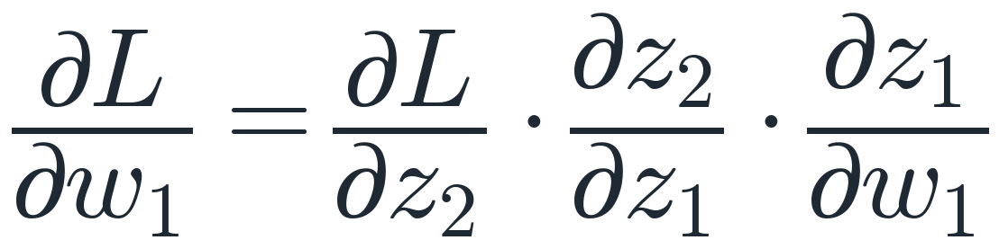 ∂L/∂w₁ = ∂L/∂z₂ · ∂z₂/∂z₁ · ∂z₁/∂w₁